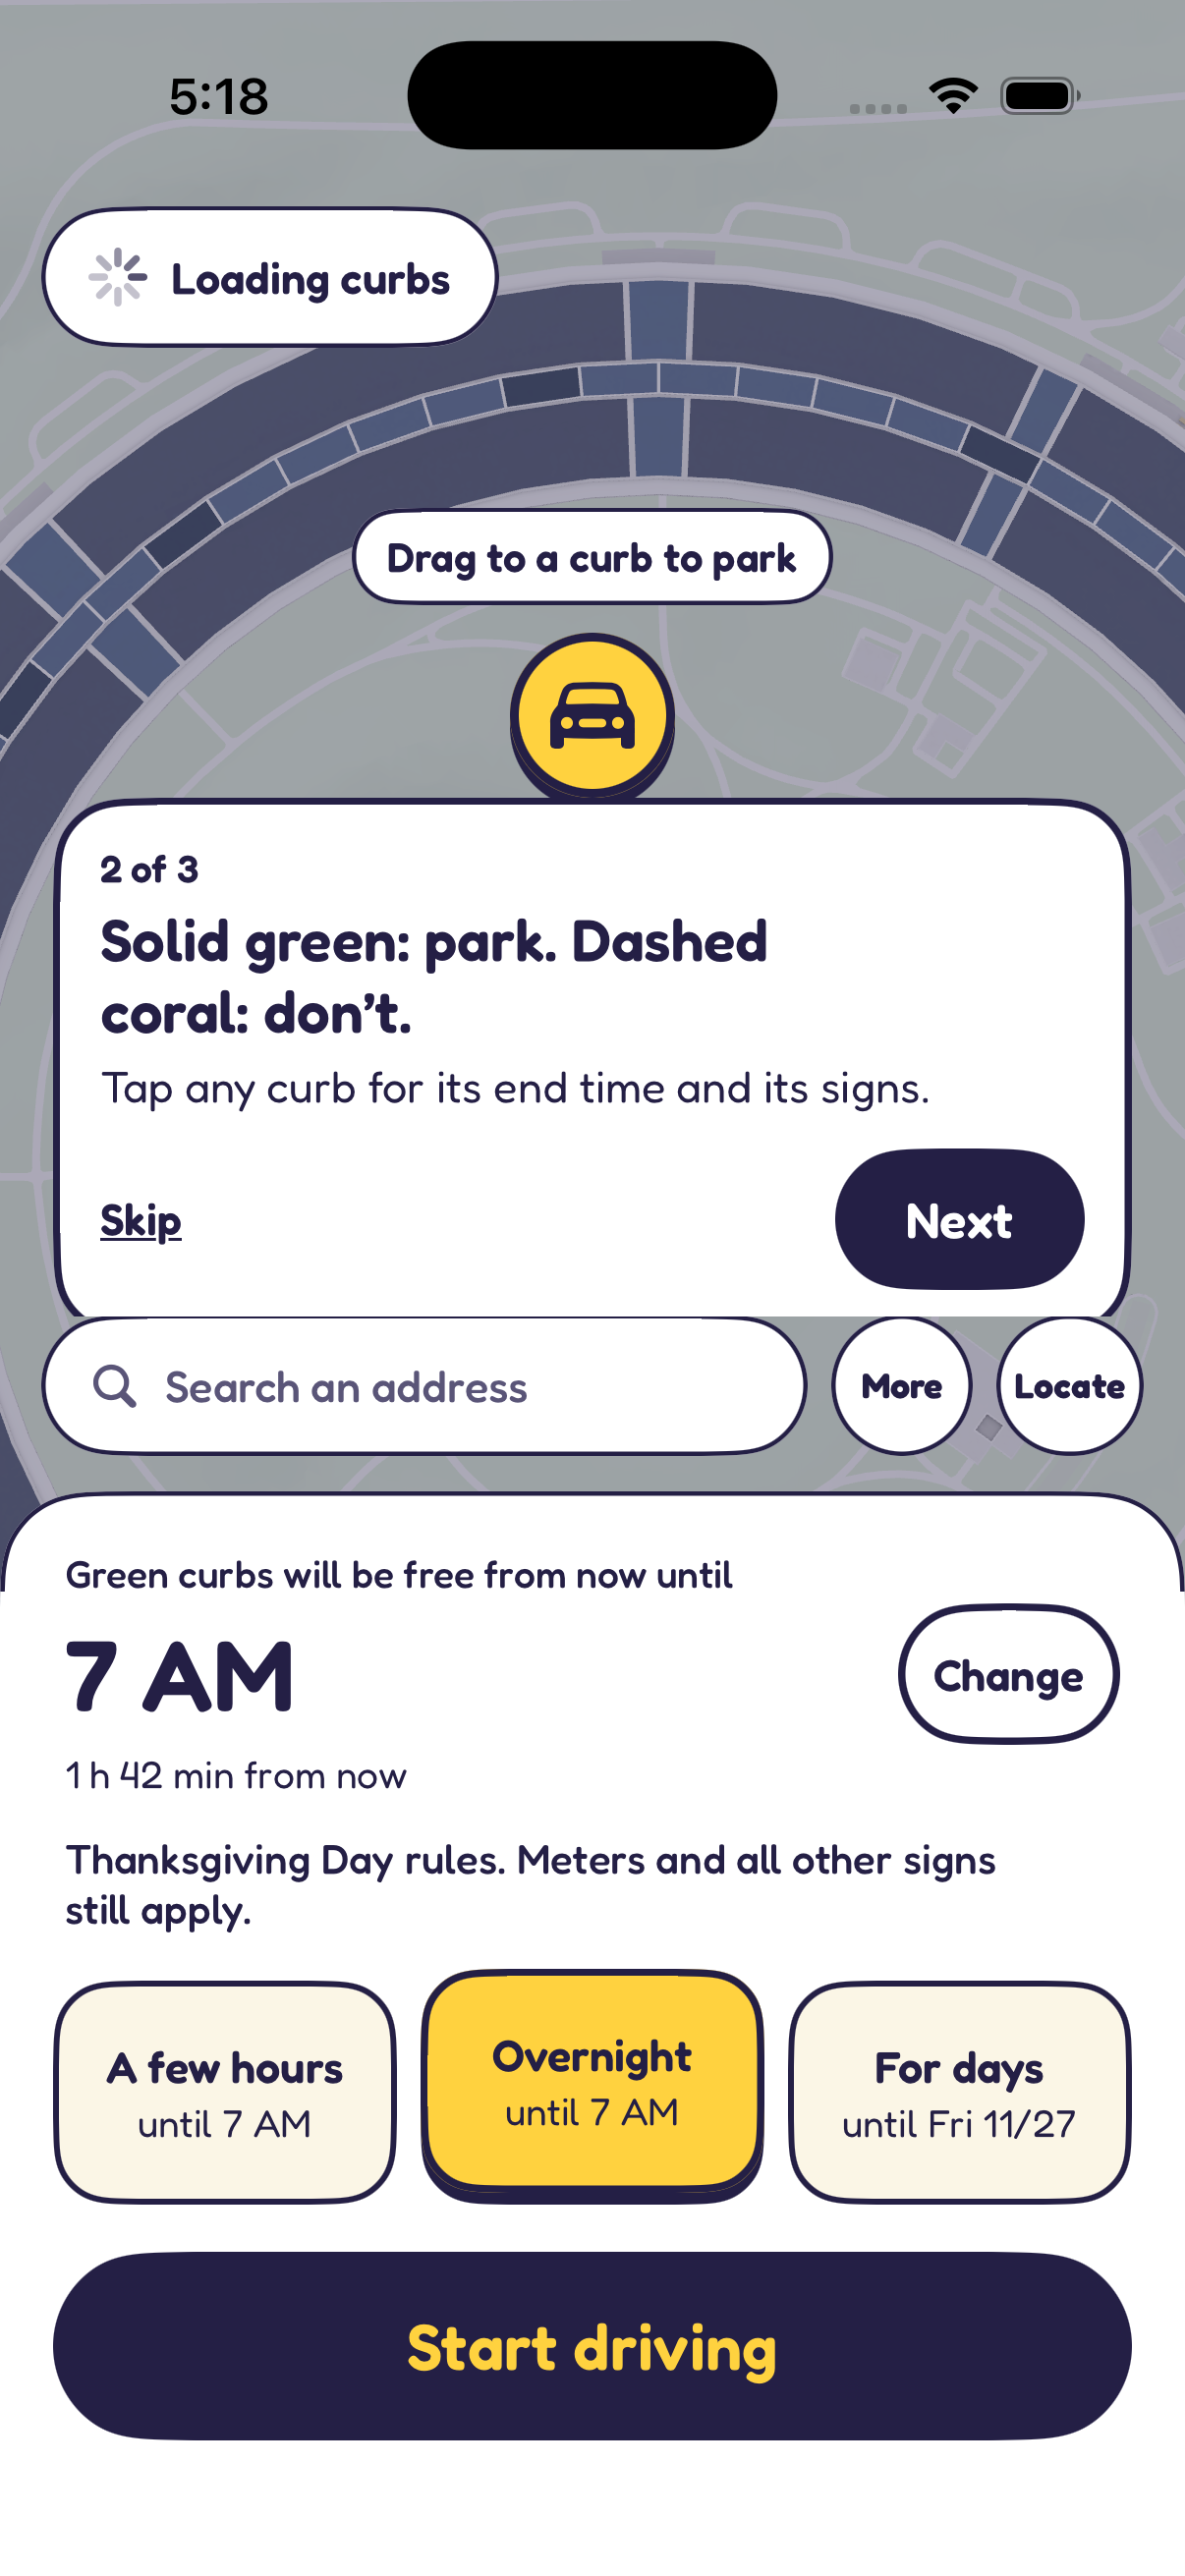 5:18
Loading curbs
Drag to a curb to park
2 of 3
Solid green: park. Dashed
coral: don’t.
Tap any curb for its end time and its signs.
Skip
Next
Search an address
More
Locate
Green curbs will be free from now until
7 AM
Change
1 h 42 min from now
Thanksgiving Day rules. Meters and all other signs
still apply.
A few hours
until 7 AM
Overnight
until 7 AM
For days
until Fri 11/27
Start driving